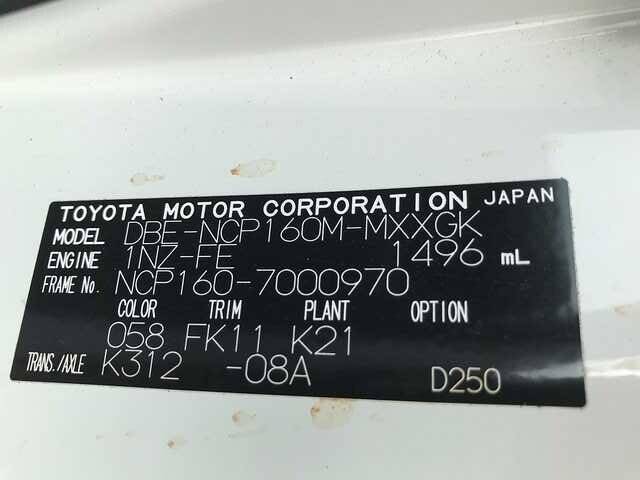 TOYOTA MOTOR CORPORATION JAPAN
MODEL DBE-NCP160M-MXXGK
ENGINE 1NZ-FE 1496 mL
FRAME No. NCP160-7000970
COLOR TRIM PLANT OPTION
058 FK11 K21
TRANS./AXLE K312 -08A D250